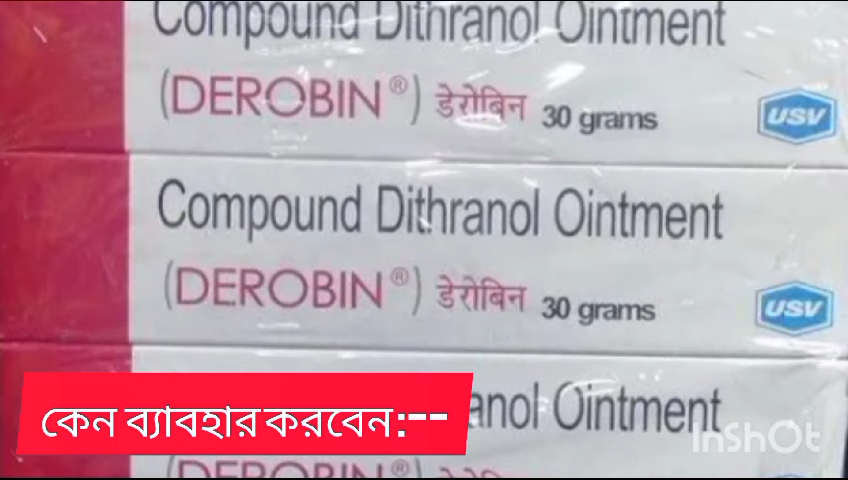 Compound Dithranol Ointment
(DEROBIN®) डेरोबिन 30 grams
USV
Compound Dithranol Ointment
(DEROBIN®) डेरोबिन 30 grams
USV
anol Ointment
কেন ব্যাবহার করবেন:--
InShOt
(DEROBIN®)